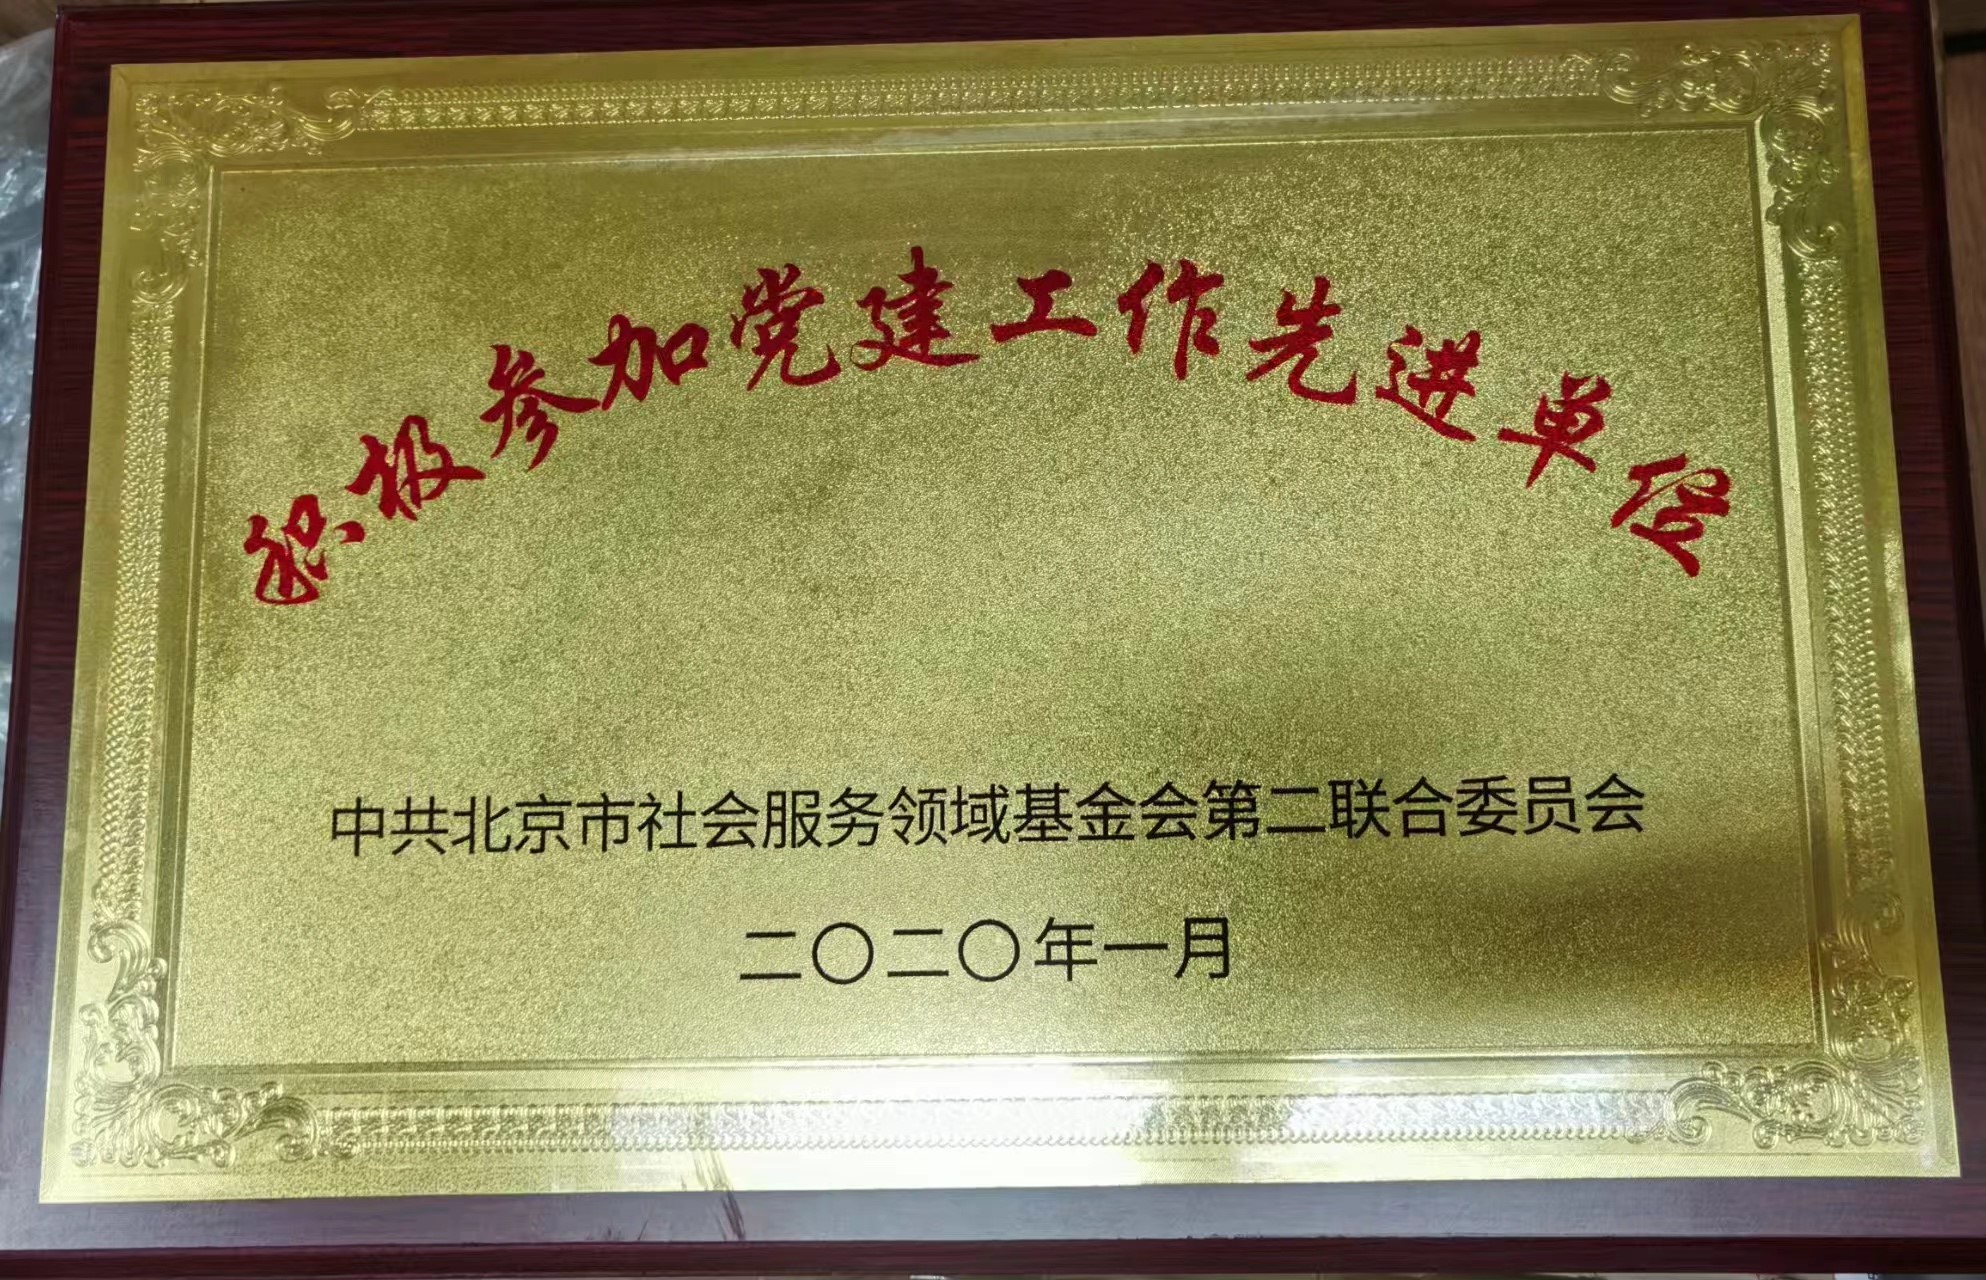 积极参加党建工作先进单位
中共北京市社会服务领域基金会第二联合委员会
二〇二〇年一月